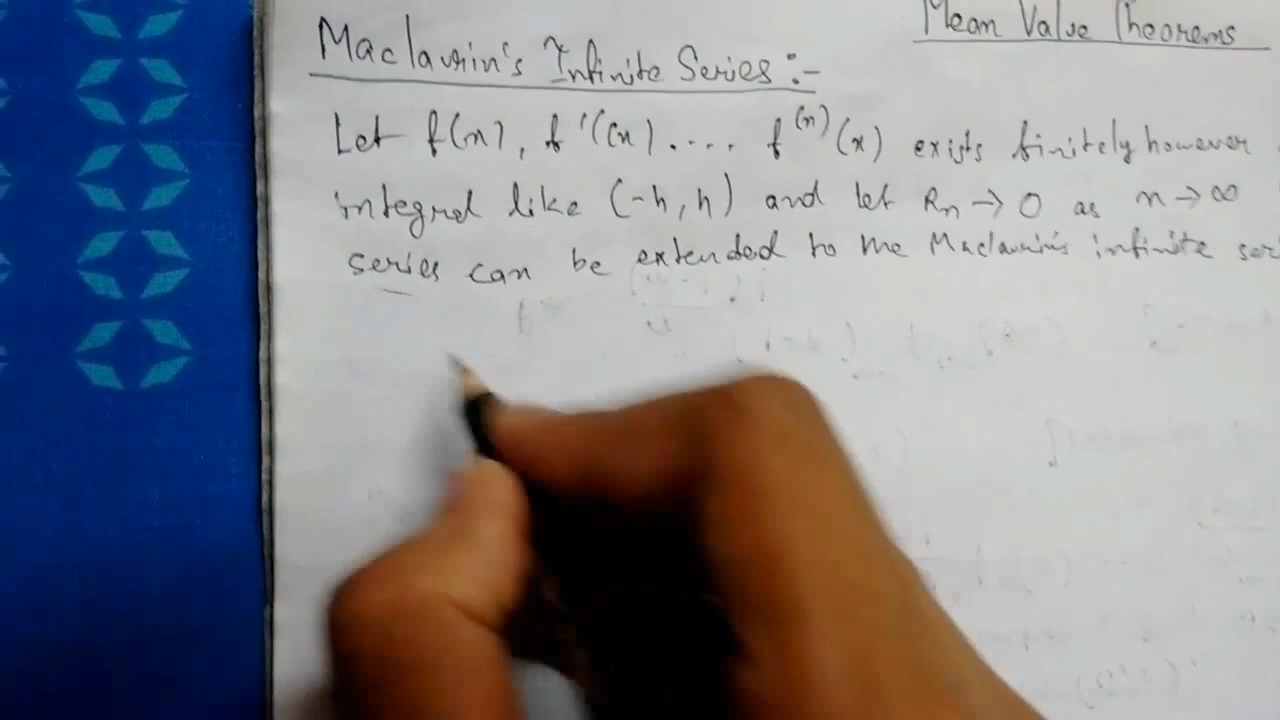 Mean Value Theorems
Maclaurin's Infinite Series :-
Let f(x), f'(x) .... f^(n)(x) exists finitely however
integral like (-h, h) and let Rn → 0 as n → ∞
series can be extended to the Maclaurin's infinite